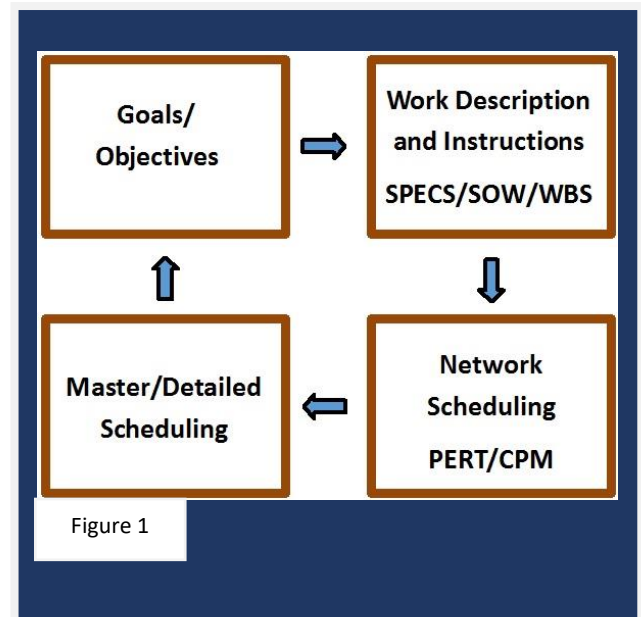 Goals/
Objectives
Work Description
and Instructions
SPECS/SOW/WBS
Master/Detailed
Scheduling
Network
Scheduling
PERT/CPM
Figure 1